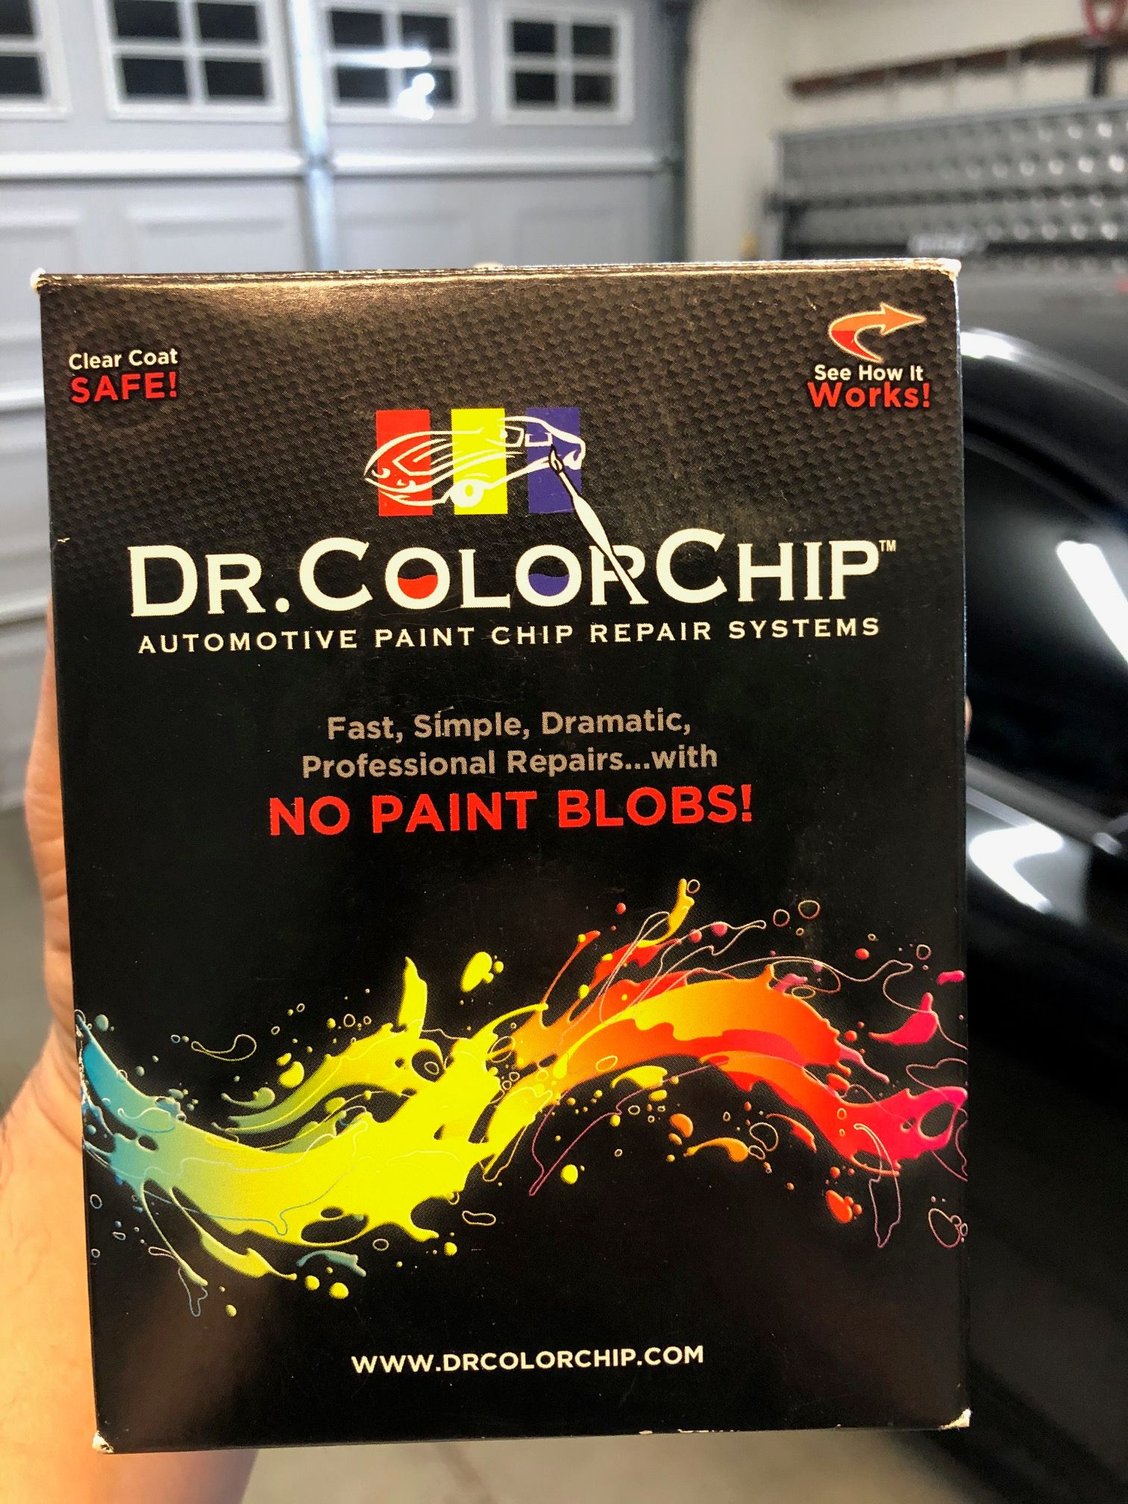 Clear Coat
SAFE!
See How It
Works!
DR.COLORCHIP™
AUTOMOTIVE PAINT CHIP REPAIR SYSTEMS
Fast, Simple, Dramatic,
Professional Repairs...with
NO PAINT BLOBS!
WWW.DRCOLORCHIP.COM